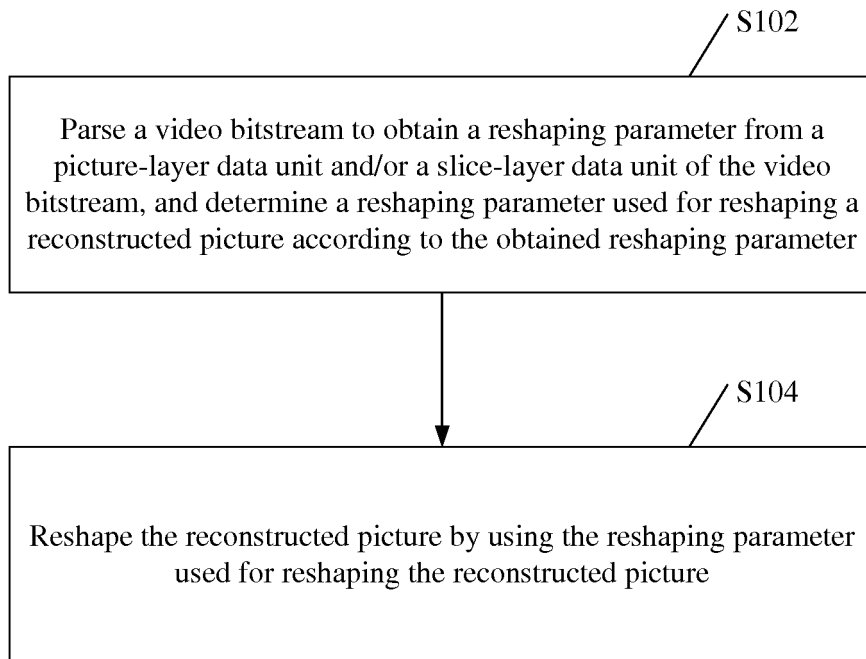 S102
Parse a video bitstream to obtain a reshaping parameter from a
picture-layer data unit and/or a slice-layer data unit of the video
bitstream, and determine a reshaping parameter used for reshaping a
reconstructed picture according to the obtained reshaping parameter
S104
Reshape the reconstructed picture by using the reshaping parameter
used for reshaping the reconstructed picture